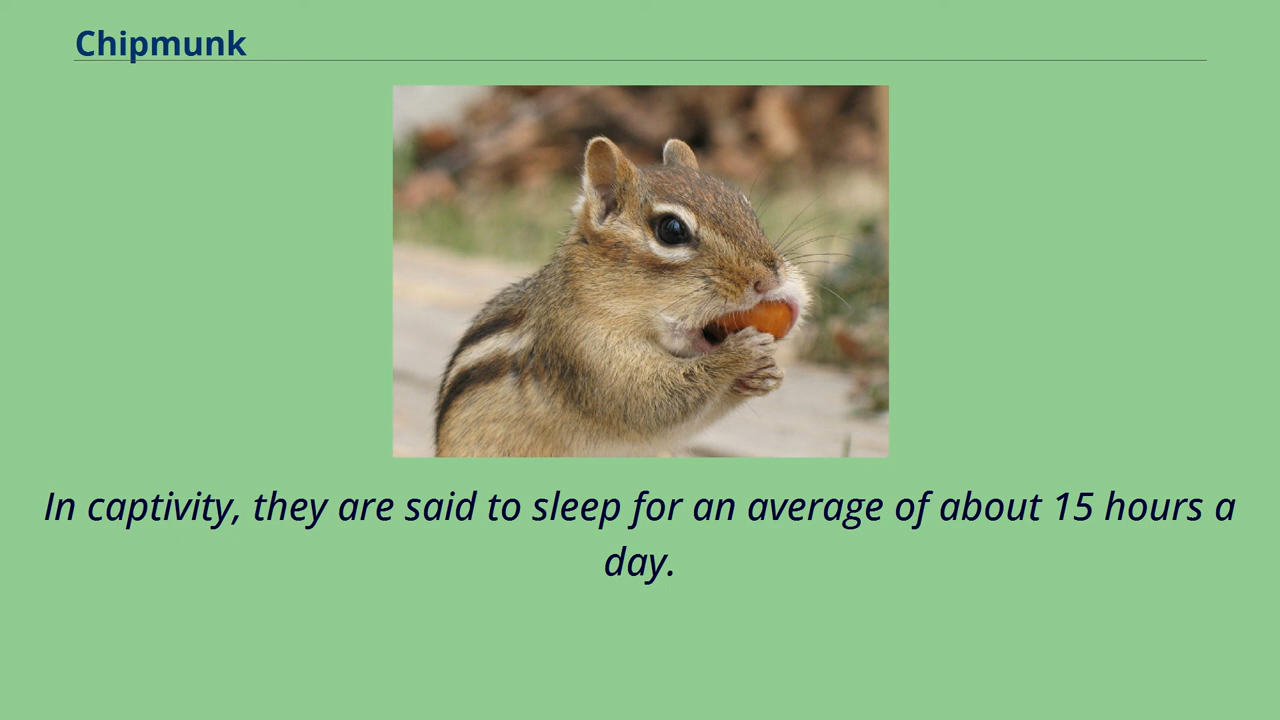 Chipmunk
In captivity, they are said to sleep for an average of about 15 hours a
day.